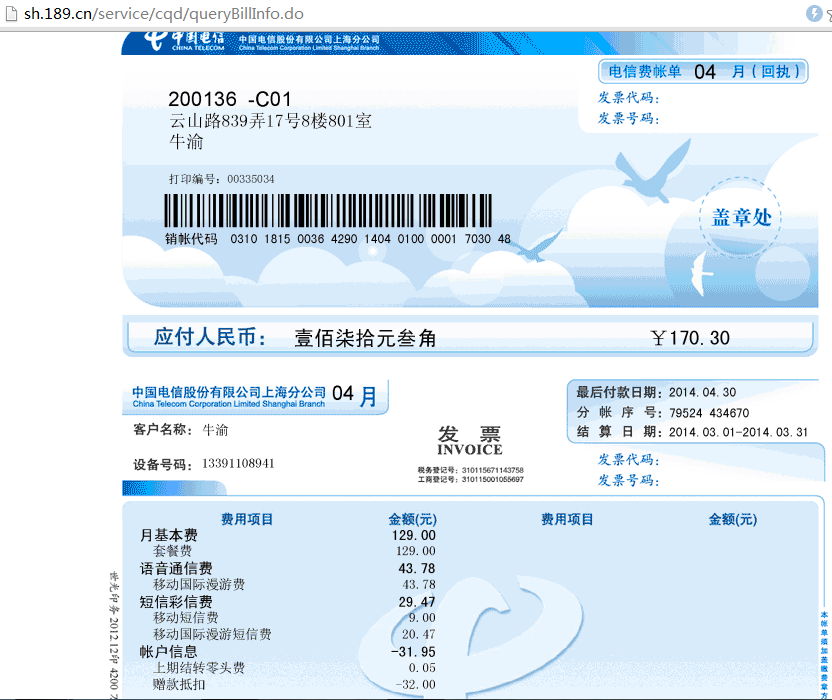 sh.189.cn/service/cqd/queryBillInfo.do
中国电信 中国电信股份有限公司上海分公司
CHINA TELECOM China Telecom Corporation Limited Shanghai Branch
电信费帐单 04 月(回执)
发票代码:
发票号码:
200136 -C01
云山路839弄17号8楼801室
牛渝
打印编号: 00335034
盖章处
销帐代码 0310 1815 0036 4290 1404 0100 0001 7030 48
应付人民币: 壹佰柒拾元叁角 ¥170.30
中国电信股份有限公司上海分公司 04 月
China Telecom Corporation Limited Shanghai Branch
最后付款日期: 2014.04.30
分帐序号: 79524 434670
结算日期: 2014.03.01-2014.03.31
客户名称: 牛渝
发票
INVOICE
设备号码: 13391108941
税务登记号: 310115671143758
工商登记号: 310115001055697
发票代码:
发票号码:
费用项目 金额(元) 费用项目 金额(元)
月基本费 129.00
套餐费 129.00
语音通信费 43.78
移动国际漫游费 43.78
短信彩信费 29.47
移动短信费 9.00
移动国际漫游短信费 20.47
帐户信息 -31.95
上期结转零头费 0.05
赠款抵扣 -32.00
世光印务 2012.12印 4200
本帐单须加盖缴费章方